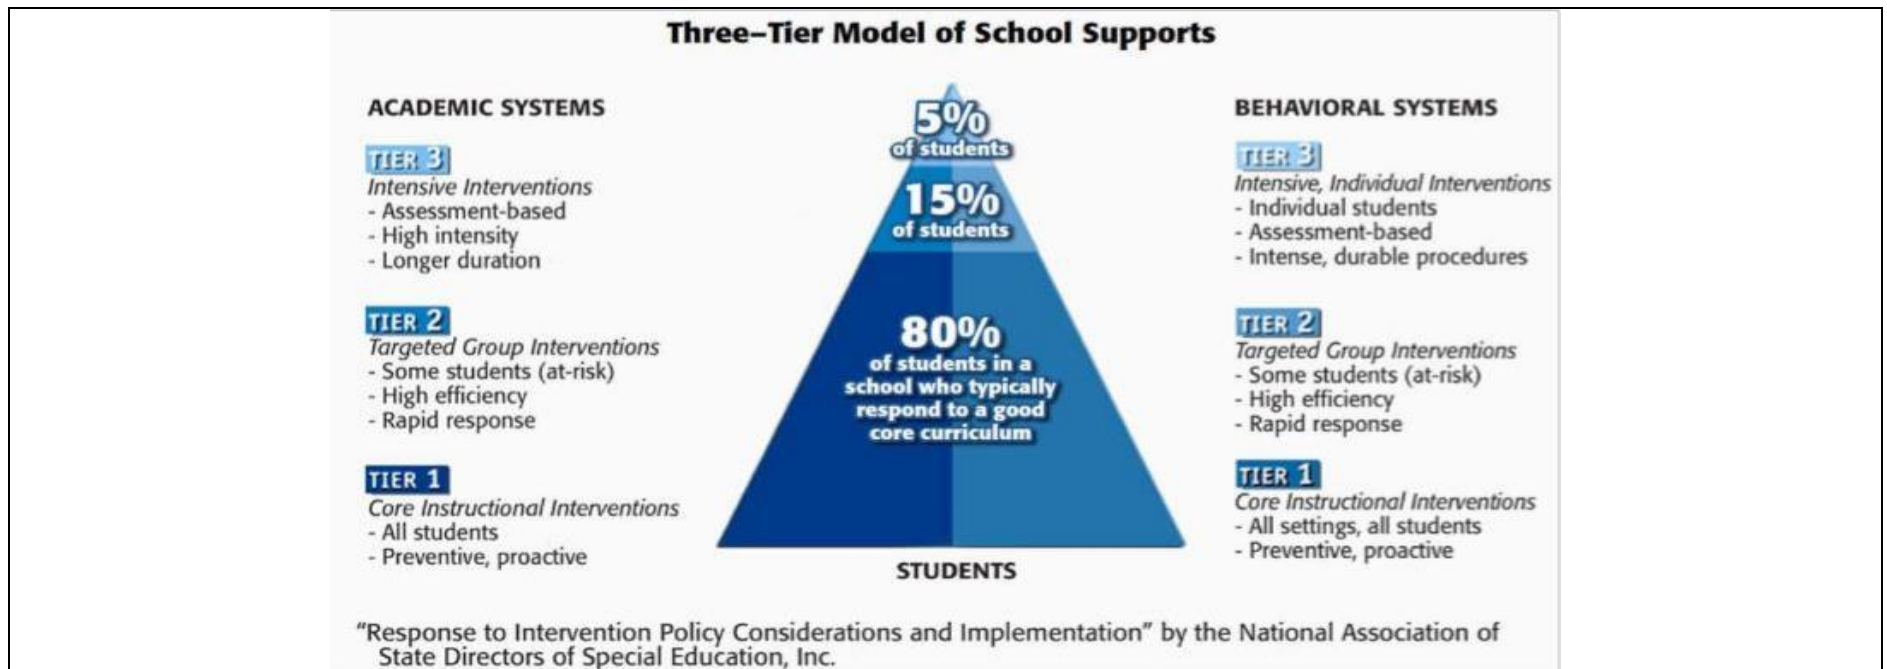 Three–Tier Model of School Supports
ACADEMIC SYSTEMS
TIER 3
Intensive Interventions
- Assessment-based
- High intensity
- Longer duration
TIER 2
Targeted Group Interventions
- Some students (at-risk)
- High efficiency
- Rapid response
TIER 1
Core Instructional Interventions
- All students
- Preventive, proactive
5%
of students
15%
of students
80%
of students in a
school who typically
respond to a good
core curriculum
STUDENTS
BEHAVIORAL SYSTEMS
TIER 3
Intensive, Individual Interventions
- Individual students
- Assessment-based
- Intense, durable procedures
TIER 2
Targeted Group Interventions
- Some students (at-risk)
- High efficiency
- Rapid response
TIER 1
Core Instructional Interventions
- All settings, all students
- Preventive, proactive
“Response to Intervention Policy Considerations and Implementation” by the National Association of
State Directors of Special Education, Inc.